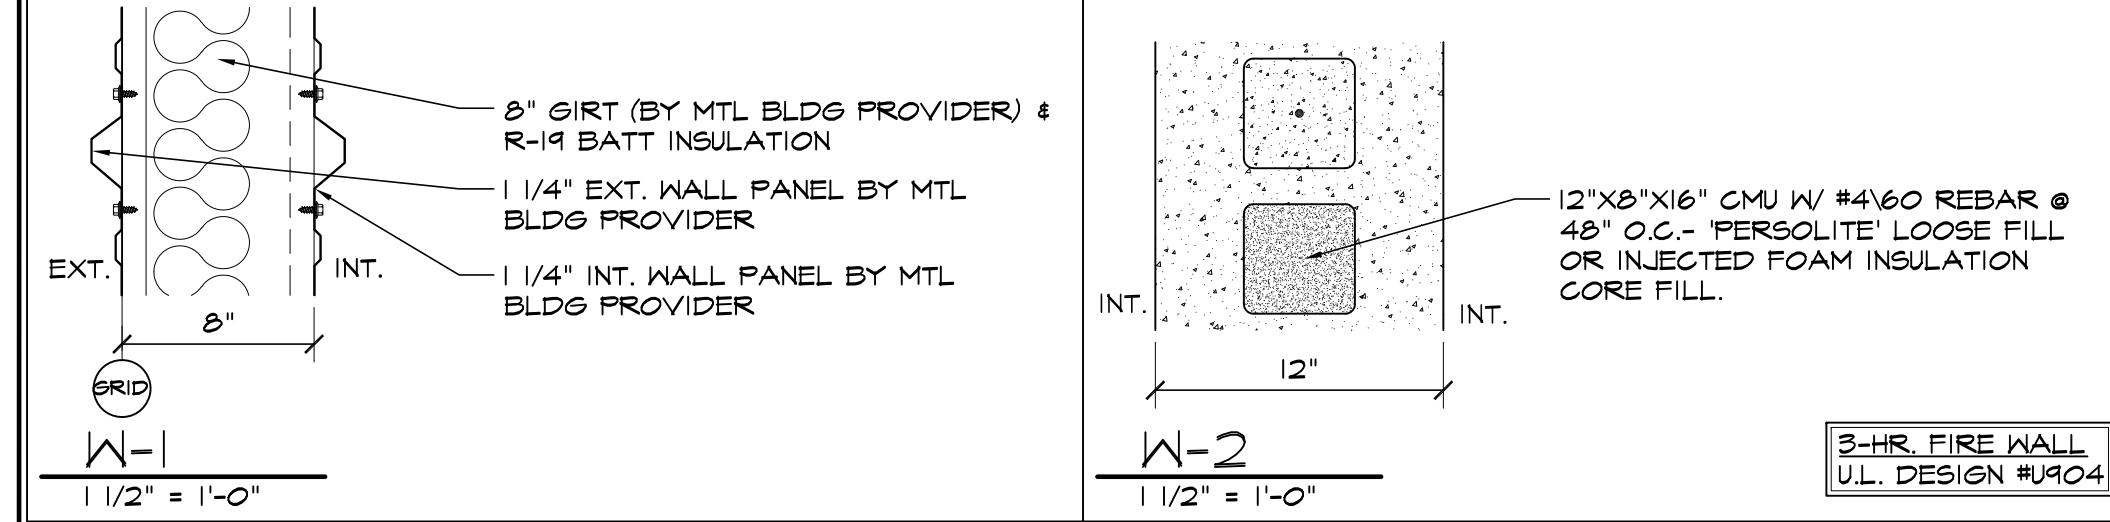 8" GIRT (BY MTL BLDG PROVIDER) &
R-19 BATT INSULATION
1 1/4" EXT. WALL PANEL BY MTL
BLDG PROVIDER
1 1/4" INT. WALL PANEL BY MTL
BLDG PROVIDER
EXT.
INT.
8"
GRID
W-1
1 1/2" = 1'-0"
12"X8"X16" CMU W/ #4\60 REBAR @
48" O.C.- 'PERSOLITE' LOOSE FILL
OR INJECTED FOAM INSULATION
CORE FILL.
INT.
INT.
12"
W-2
1 1/2" = 1'-0"
3-HR. FIRE WALL
U.L. DESIGN #U904